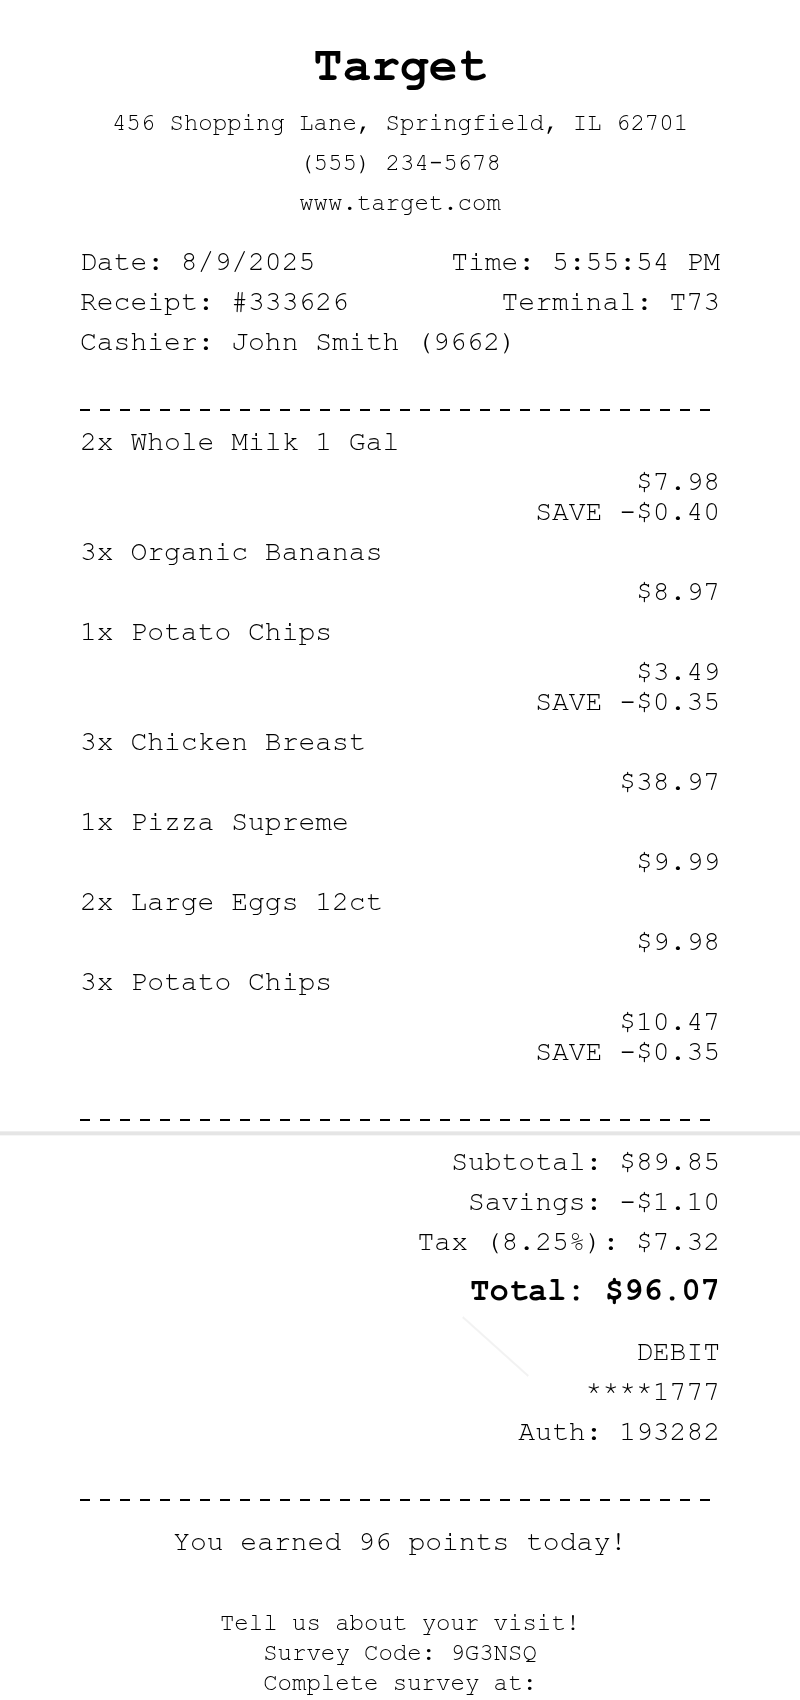 Target
456 Shopping Lane, Springfield, IL 62701
(555) 234-5678
www.target.com
Date: 8/9/2025 Time: 5:55:54 PM
Receipt: #333626 Terminal: T73
Cashier: John Smith (9662)
2x Whole Milk 1 Gal
$7.98
SAVE -$0.40
3x Organic Bananas
$8.97
1x Potato Chips
$3.49
SAVE -$0.35
3x Chicken Breast
$38.97
1x Pizza Supreme
$9.99
2x Large Eggs 12ct
$9.98
3x Potato Chips
$10.47
SAVE -$0.35
Subtotal: $89.85
Savings: -$1.10
Tax (8.25%): $7.32
Total: $96.07
DEBIT
****1777
Auth: 193282
You earned 96 points today!
Tell us about your visit!
Survey Code: 9G3NSQ
Complete survey at: